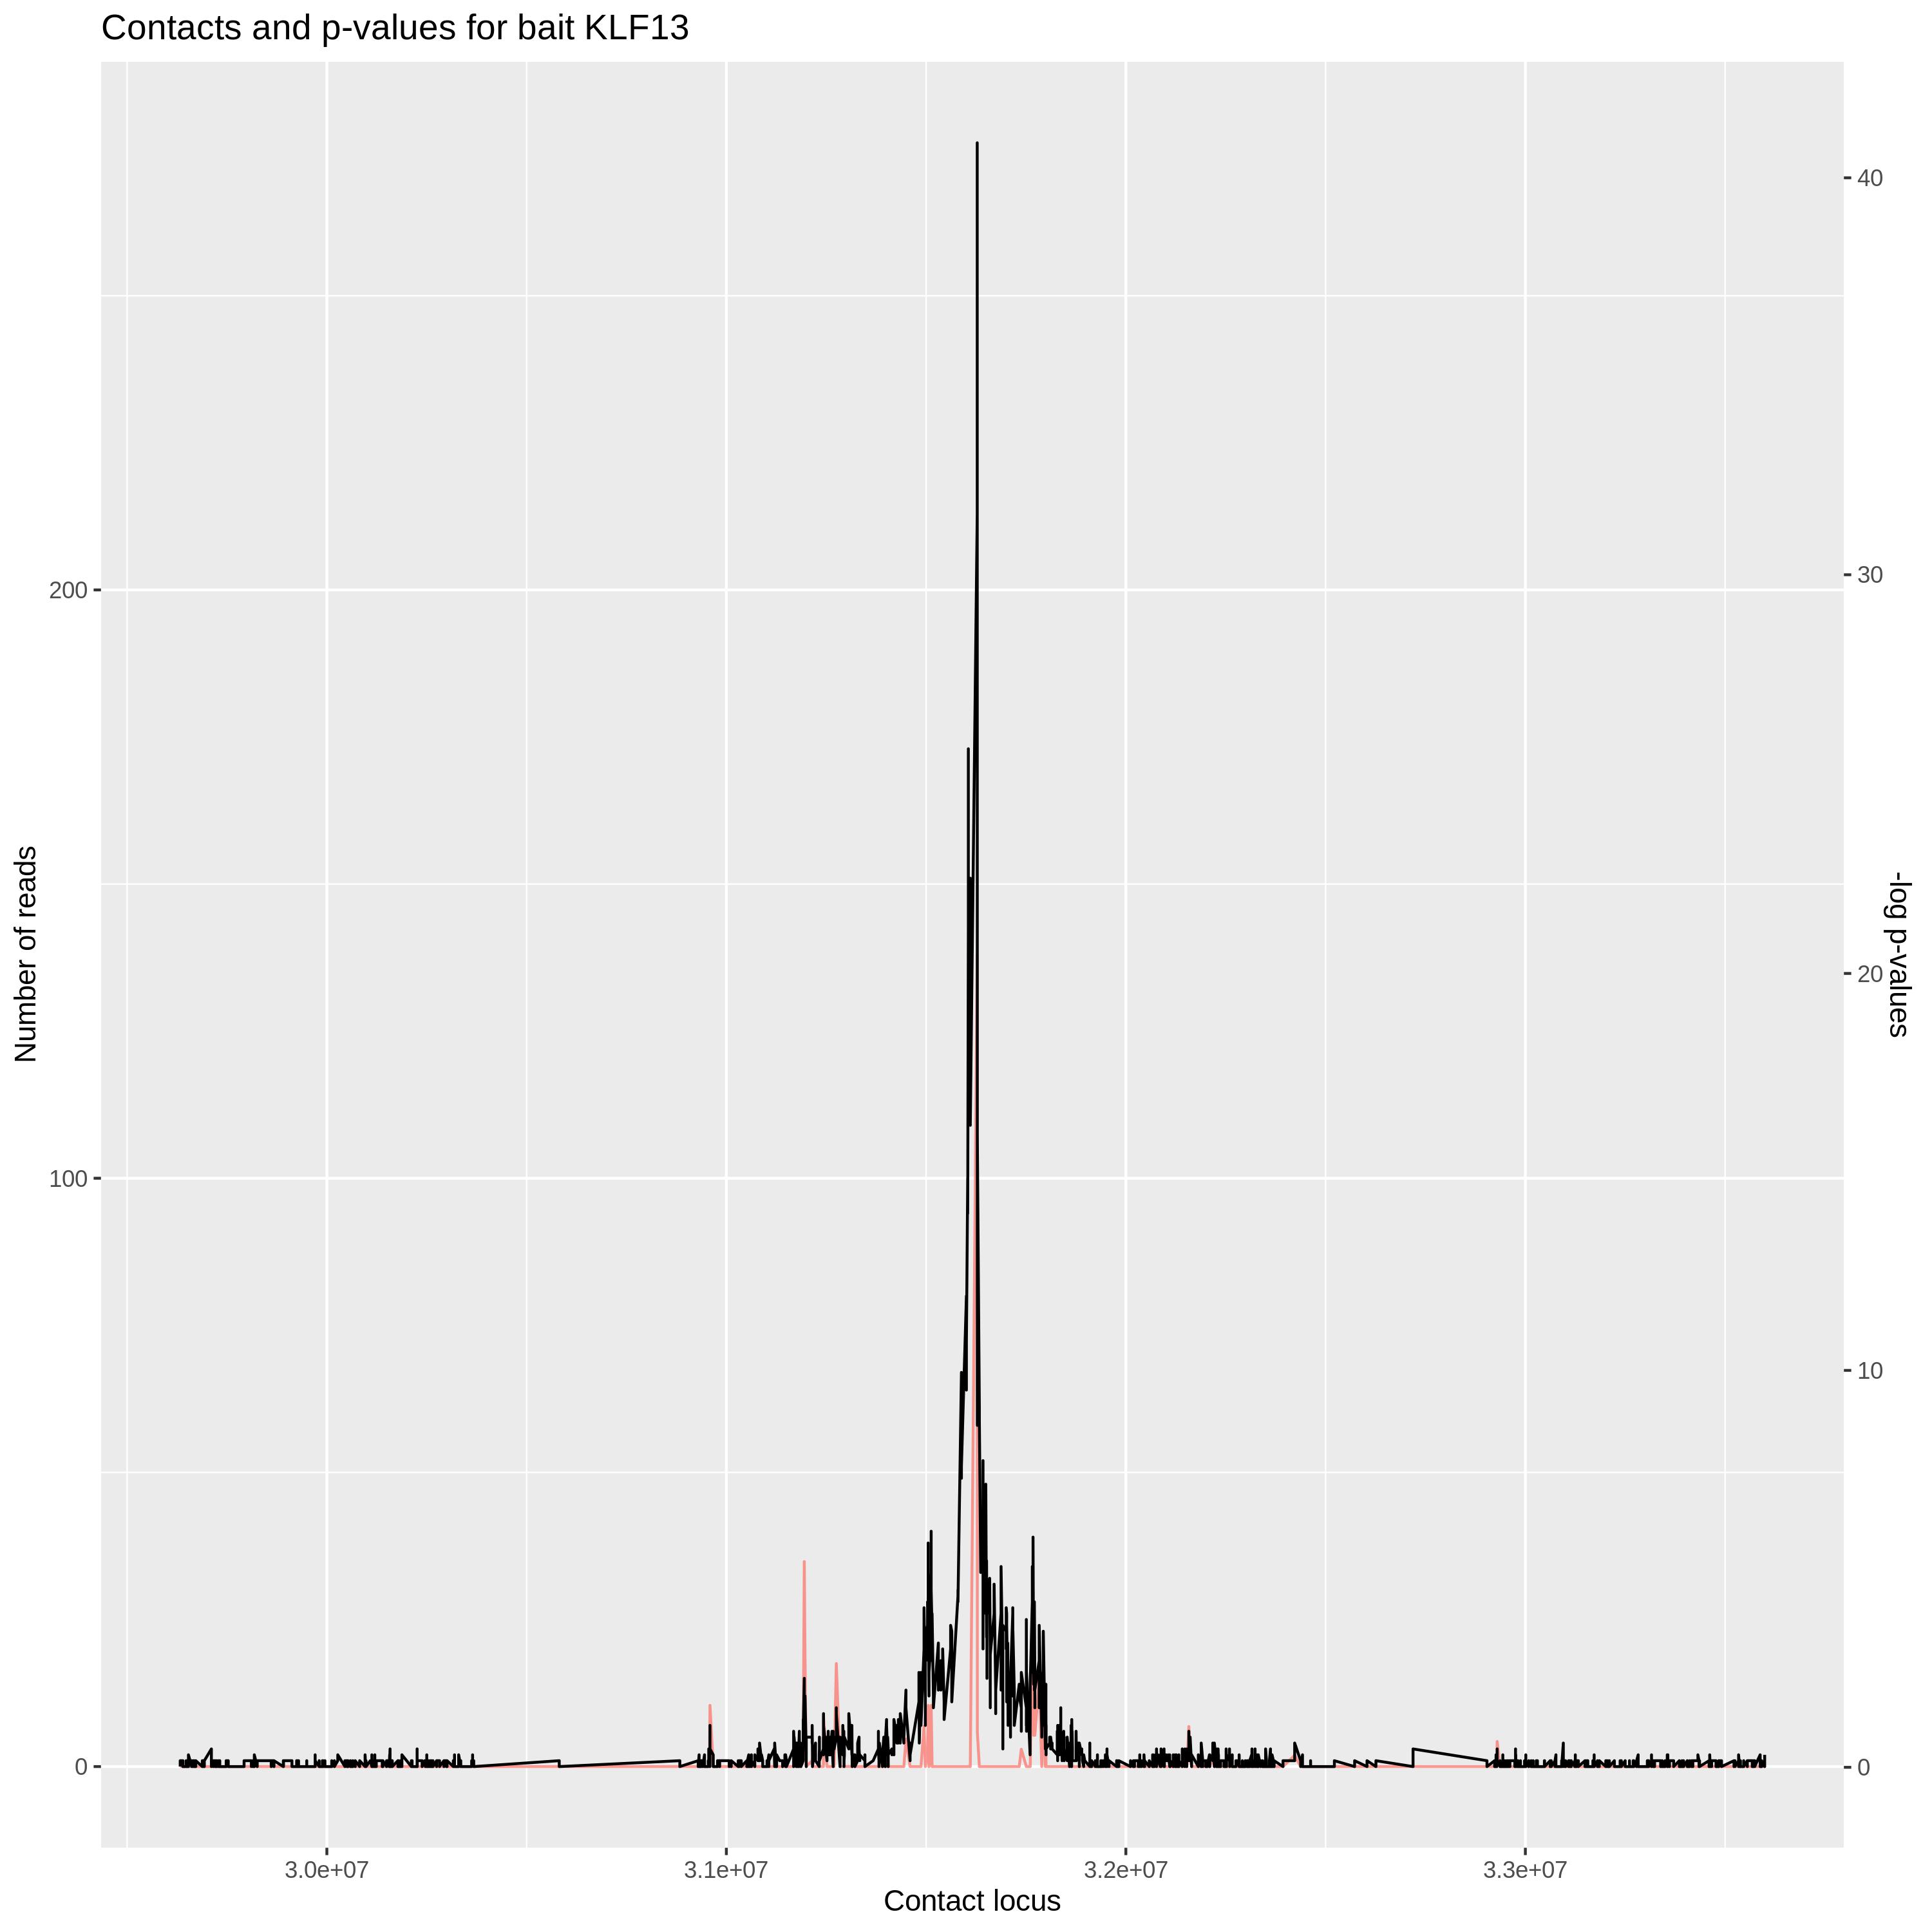 Contacts and p-values for bait KLF13
Number of reads
200
100
0
40
30
20
10
0
-log p-values
3.0e+07
3.1e+07
3.2e+07
3.3e+07
Contact locus